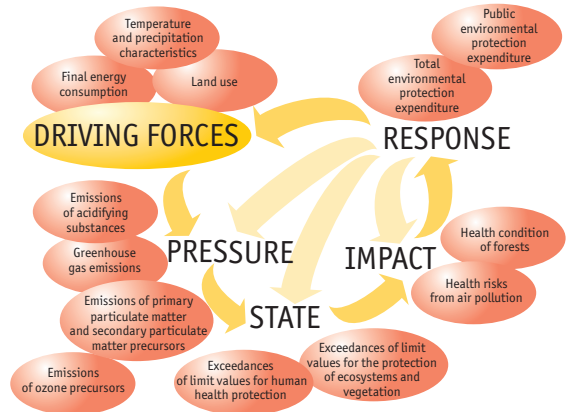 Temperature
and precipitation
characteristics
Final energy
consumption
Land use
DRIVING FORCES
Public
environmental
protection
expenditure
Total
environmental
protection
expenditure
RESPONSE
Emissions
of acidifying
substances
Greenhouse
gas emissions
Emissions of primary
particulate matter
and secondary particulate
matter precursors
Emissions
of ozone precursors
PRESSURE
IMPACT
Health condition
of forests
Health risks
from air pollution
STATE
Exceedances
of limit values for human
health protection
Exceedances of limit
values for the protection
of ecosystems and
vegetation